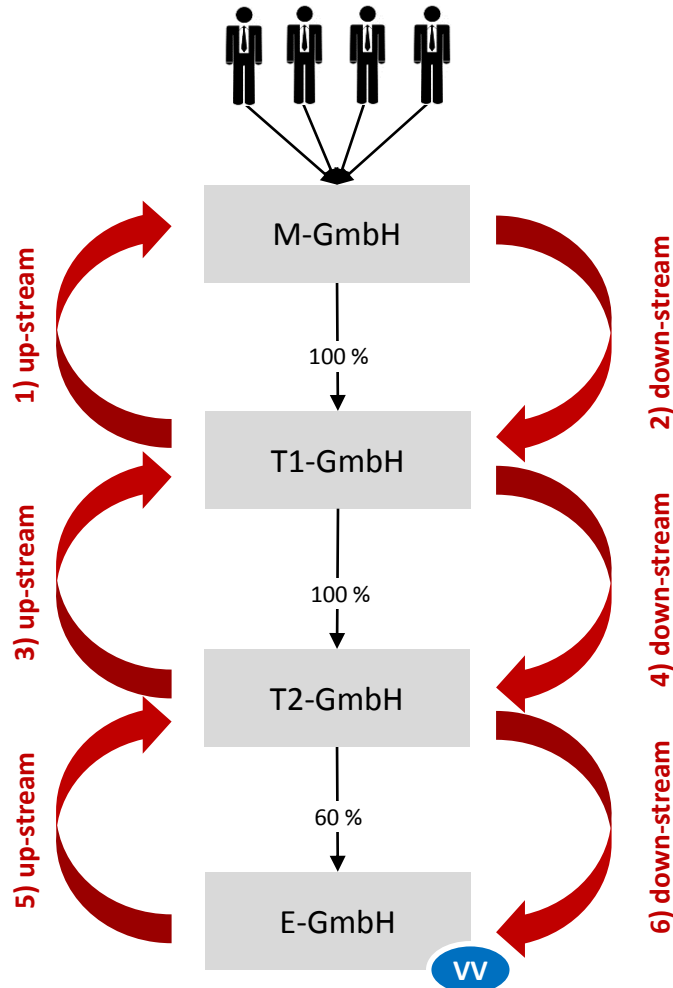 M-GmbH
1) up-stream
2) down-stream
100 %
T1-GmbH
3) up-stream
4) down-stream
100 %
T2-GmbH
5) up-stream
6) down-stream
60 %
E-GmbH
VV